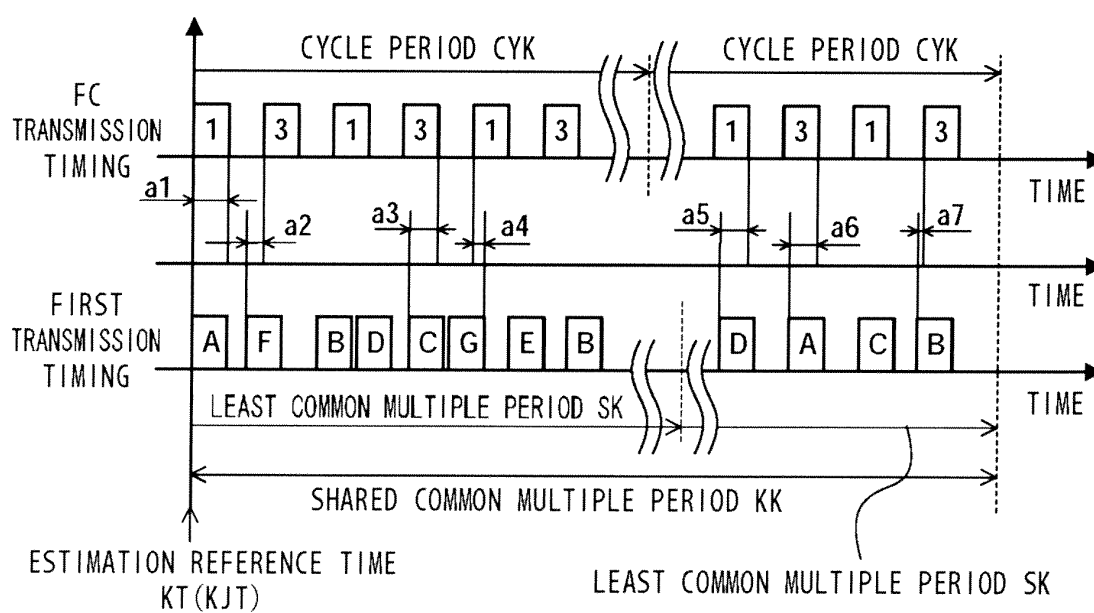 CYCLE PERIOD CYK
CYCLE PERIOD CYK
FC
TRANSMISSION
TIMING
1 3 1 3 1 3 1 3 1 3
TIME
a1 a2 a3 a4 a5 a6 a7
TIME
FIRST
TRANSMISSION
TIMING
A F B D C G E B D A C B
TIME
LEAST COMMON MULTIPLE PERIOD SK
SHARED COMMON MULTIPLE PERIOD KK
ESTIMATION REFERENCE TIME
KT(KJT)
LEAST COMMON MULTIPLE PERIOD SK